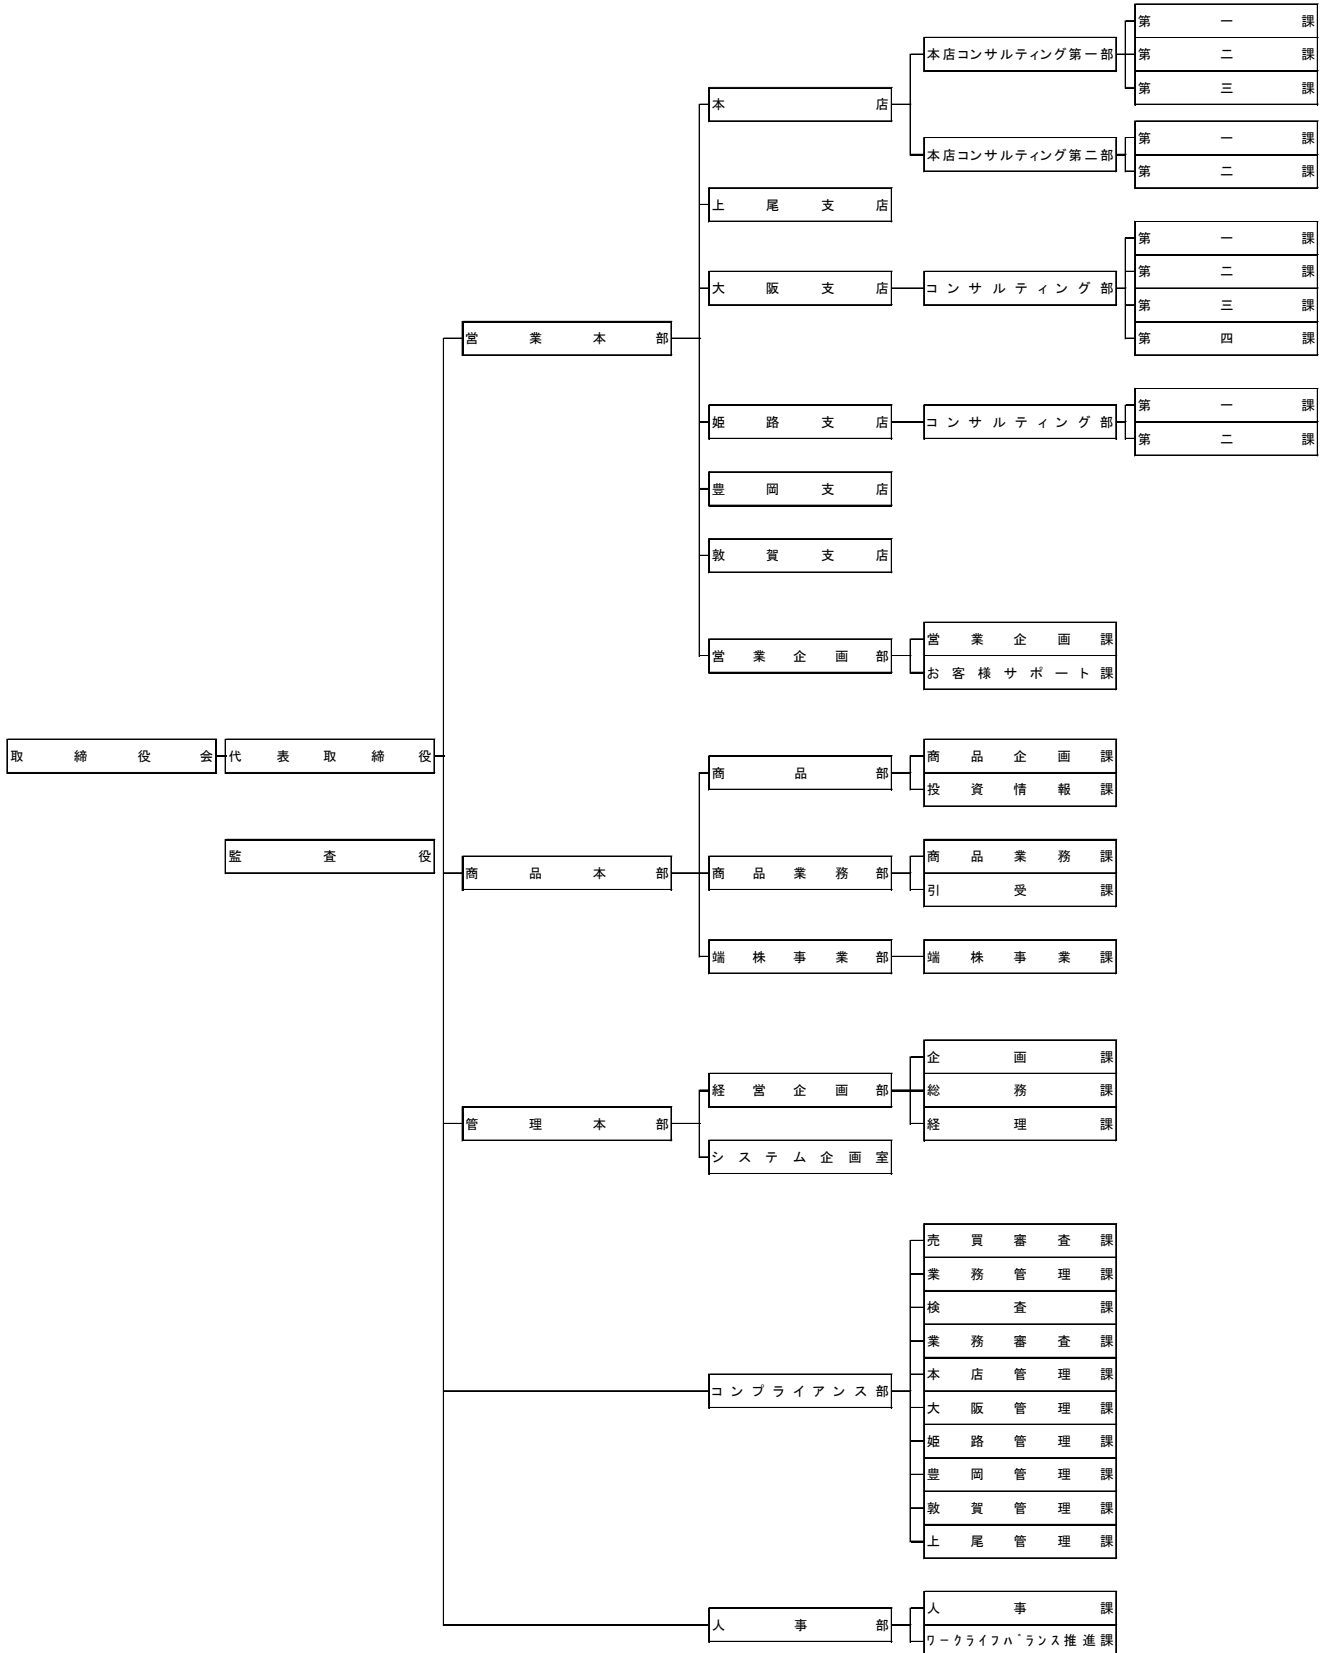 第一課
本店コンサルティング第一部
第二課
第三課
本店
第一課
本店コンサルティング第二部
第二課
上尾支店
第一課
第二課
大阪支店
コンサルティング部
第三課
第四課
営業本部
第一課
姫路支店
コンサルティング部
第二課
豊岡支店
敦賀支店
営業企画課
営業企画部
お客様サポート課
取締役会
代表取締役
商品企画課
商品部
投資情報課
監査役
商品本部
商品業務課
商品業務部
引受課
端株事業部
端株事業課
企画課
経営企画部
総務課
管理本部
経理課
システム企画室
売買審査課
業務管理課
検査課
業務審査課
本店管理課
コンプライアンス部
大阪管理課
姫路管理課
豊岡管理課
敦賀管理課
上尾管理課
人事課
人事部
ワークライフバランス推進課